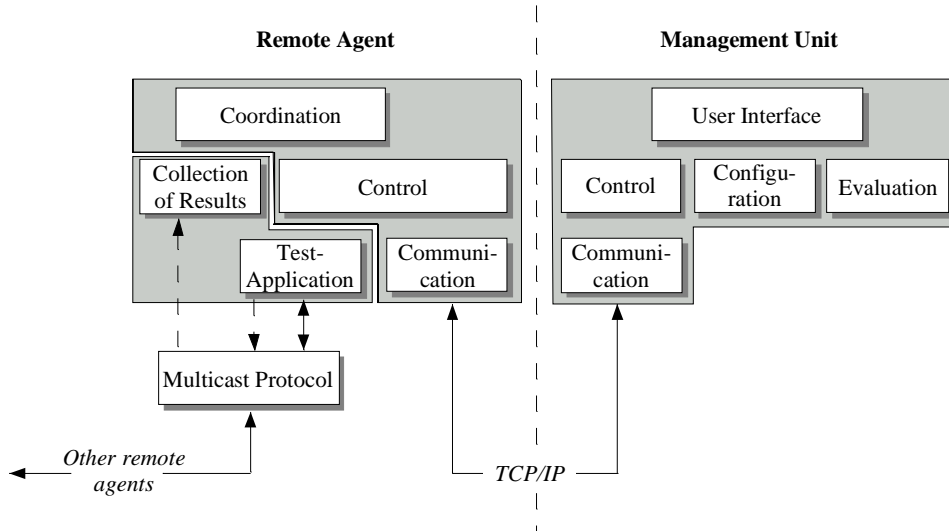 Remote Agent
Management Unit
Coordination
User Interface
Collection
of Results
Control
Control
Configu-
ration
Evaluation
Test-
Application
Communi-
cation
Communi-
cation
Multicast Protocol
Other remote
agents
TCP/IP